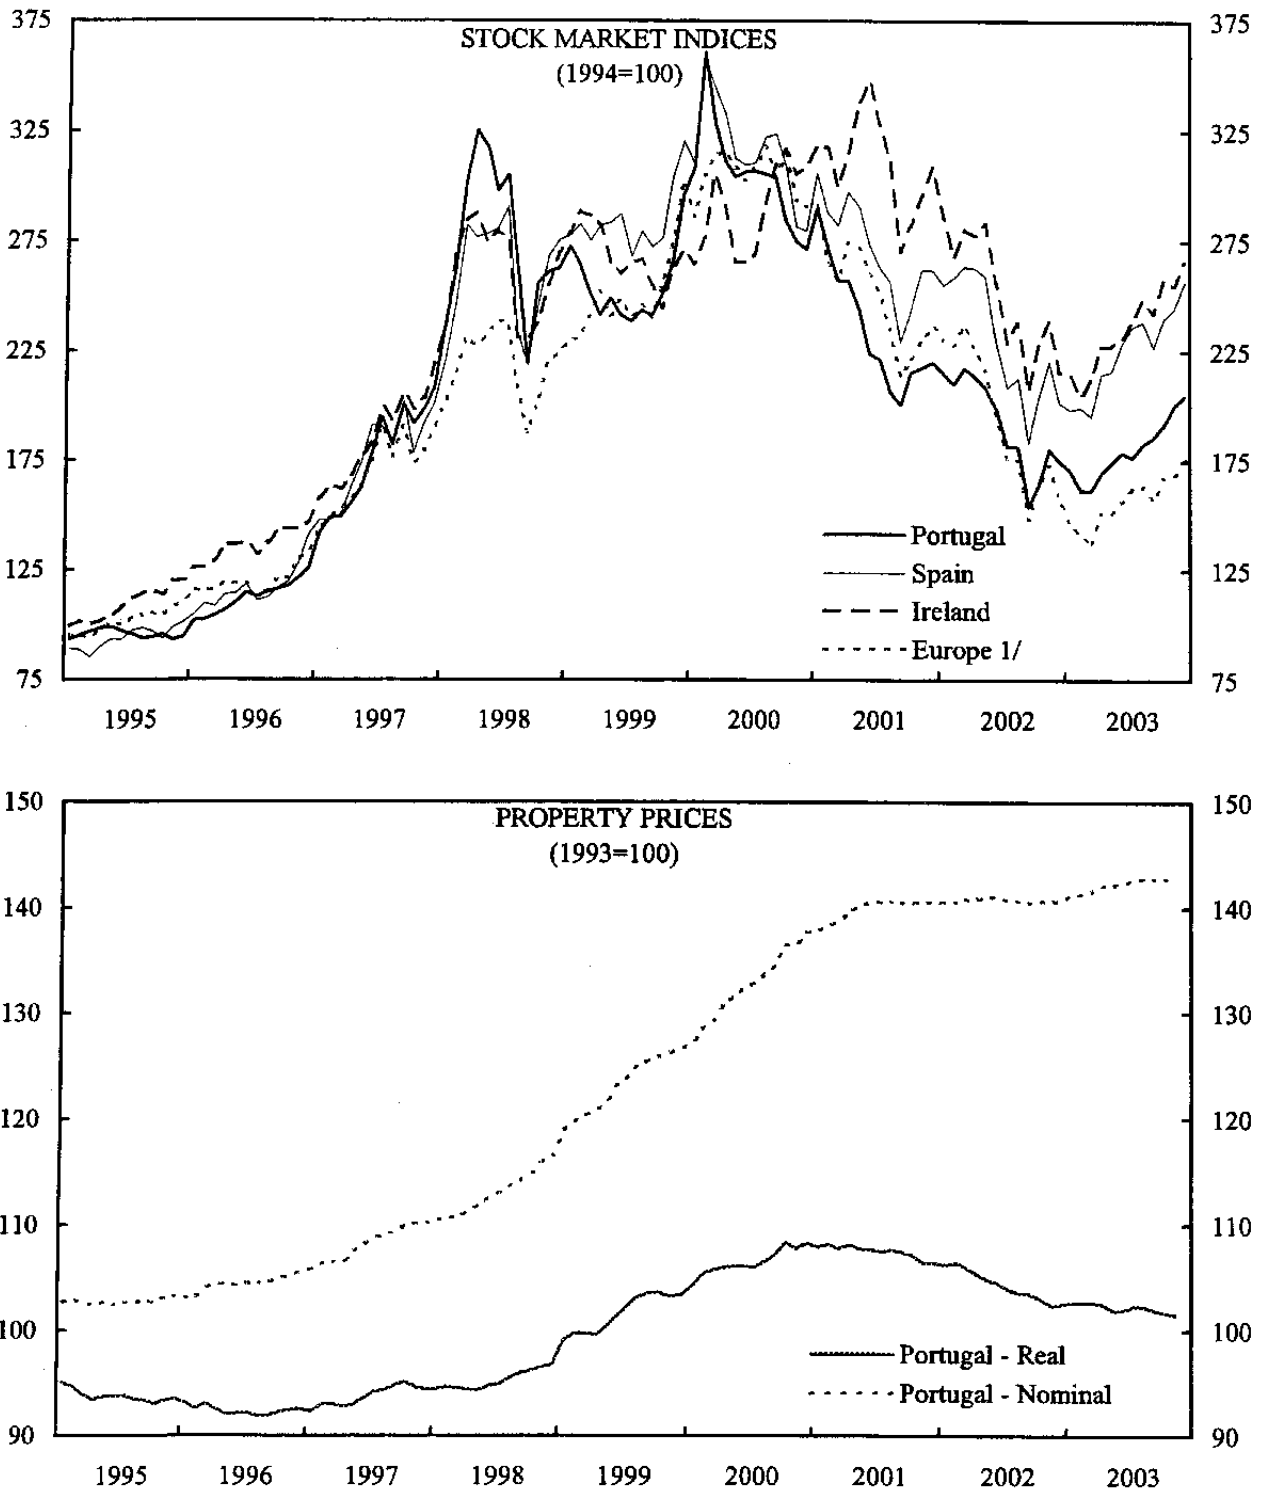 STOCK MARKET INDICES
(1994=100)
375 375
325 325
275 275
225 225
175 175
125 125
75 75
Portugal
Spain
Ireland
Europe 1/
1995 1996 1997 1998 1999 2000 2001 2002 2003
PROPERTY PRICES
(1993=100)
150 150
140 140
130 130
120 120
110 110
100 100
90 90
Portugal - Real
Portugal - Nominal
1995 1996 1997 1998 1999 2000 2001 2002 2003